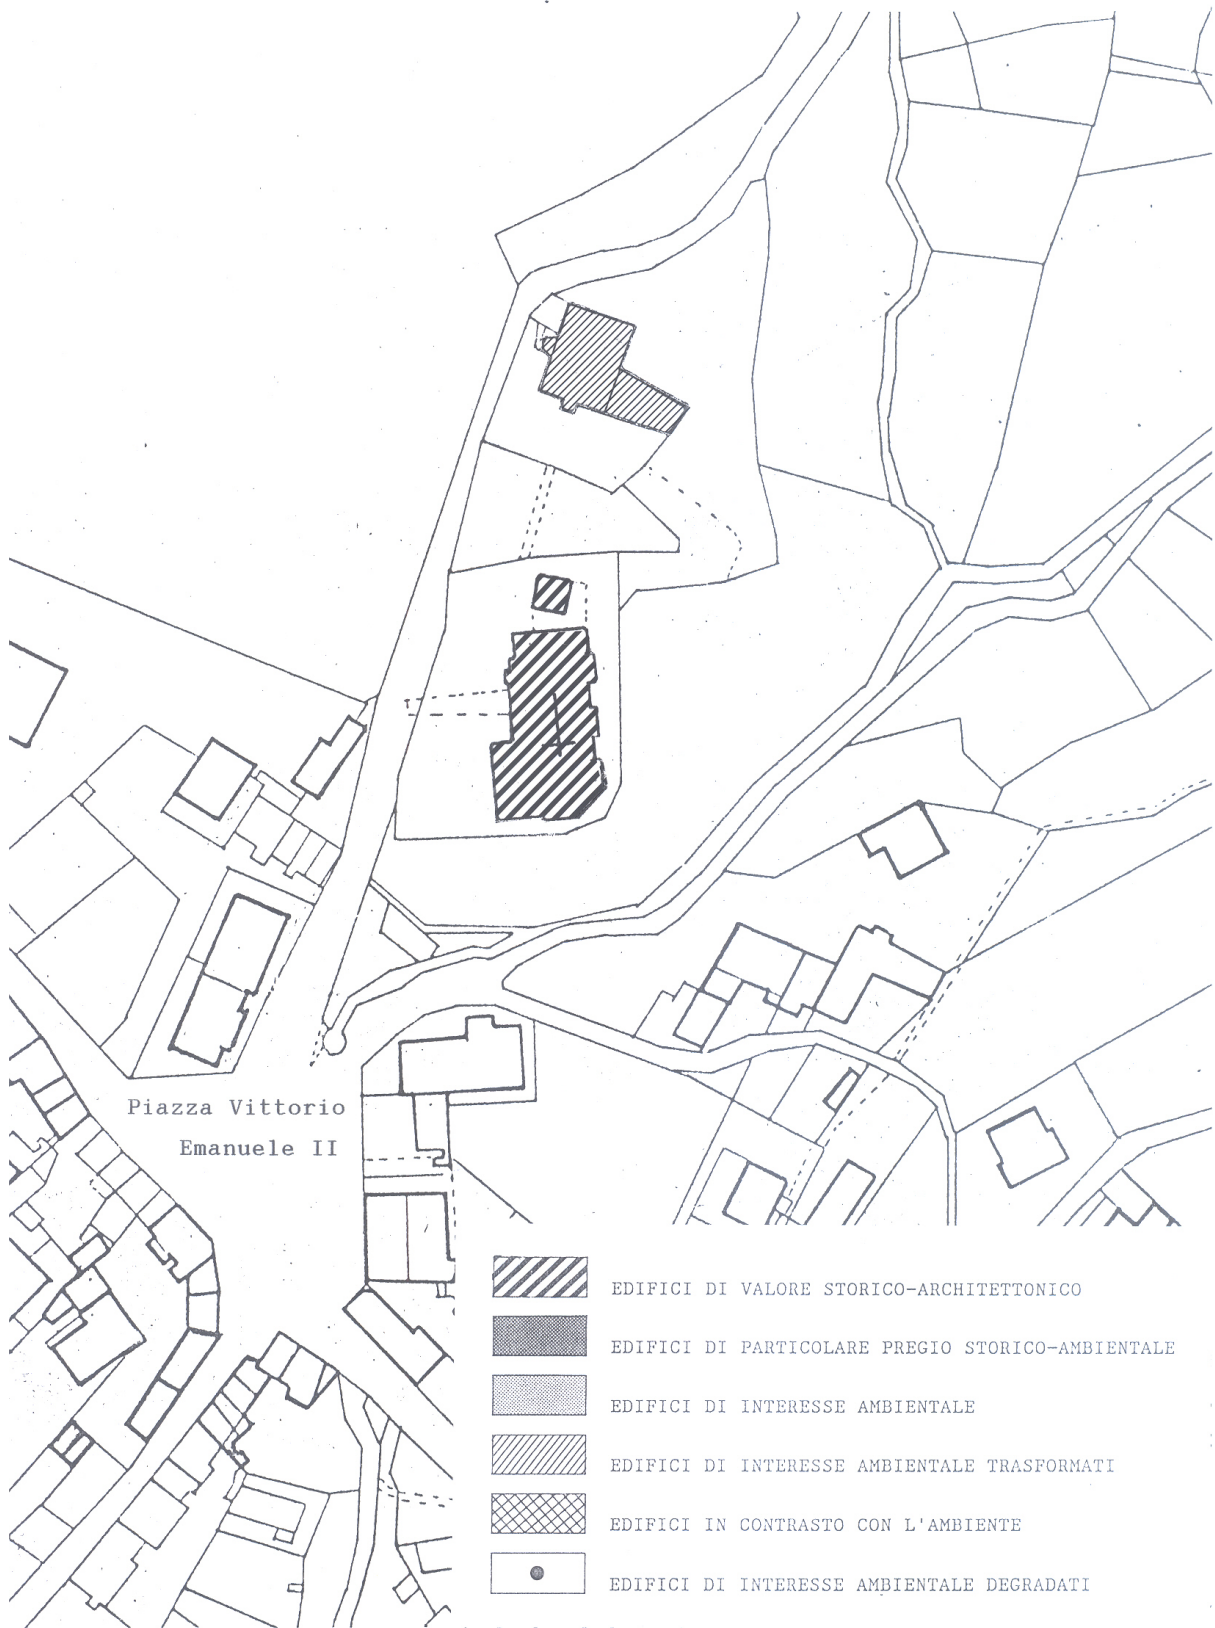 Piazza Vittorio
Emanuele II
EDIFICI DI VALORE STORICO-ARCHITETTONICO
EDIFICI DI PARTICOLARE PREGIO STORICO-AMBIENTALE
EDIFICI DI INTERESSE AMBIENTALE
EDIFICI DI INTERESSE AMBIENTALE TRASFORMATI
EDIFICI IN CONTRASTO CON L'AMBIENTE
EDIFICI DI INTERESSE AMBIENTALE DEGRADATI